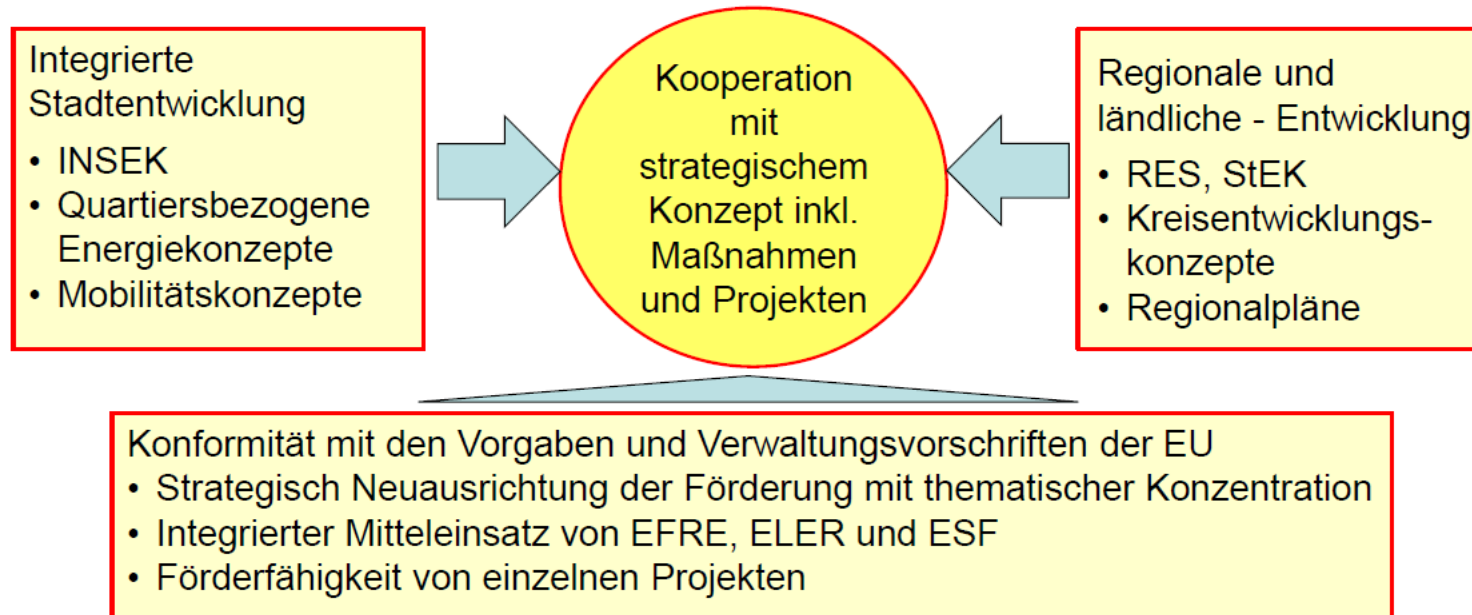 Integrierte
Stadtentwicklung
• INSEK
• Quartiersbezogene
Energiekonzepte
• Mobilitätskonzepte
Kooperation
mit
strategischem
Konzept inkl.
Maßnahmen
und Projekten
Regionale und
ländliche - Entwicklung
• RES, StEK
• Kreisentwicklungs-
konzepte
• Regionalpläne
Konformität mit den Vorgaben und Verwaltungsvorschriften der EU
• Strategisch Neuausrichtung der Förderung mit thematischer Konzentration
• Integrierter Mitteleinsatz von EFRE, ELER und ESF
• Förderfähigkeit von einzelnen Projekten